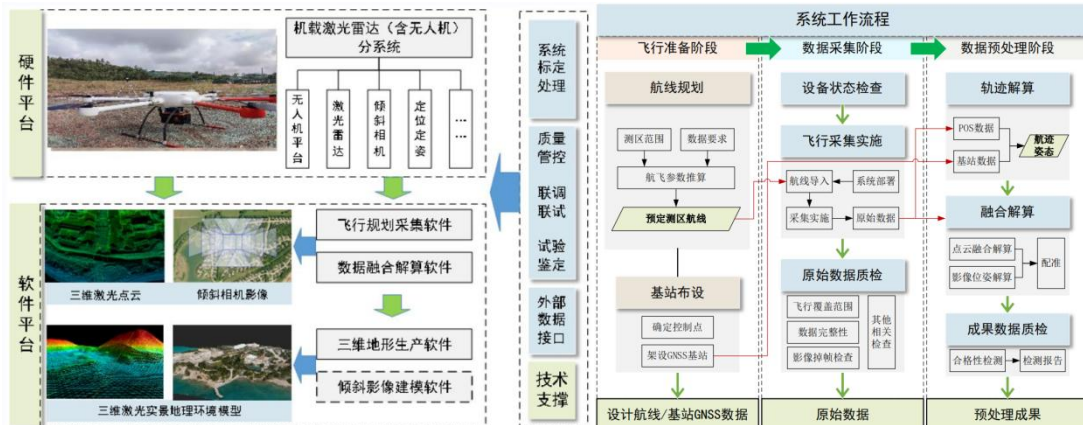 硬件平台
机载激光雷达（含无人机）
分系统
无人机平台
激光雷达
倾斜相机
定位定姿
……
软件平台
飞行规划采集软件
数据融合解算软件
三维激光点云
倾斜相机影像
三维地形生产软件
倾斜影像建模软件
三维激光实景地理环境模型
系统
标定
处理
质量
管控
联调
联试
试验
鉴定
外部
数据
接口
技术
支撑
系统工作流程
飞行准备阶段
数据采集阶段
数据预处理阶段
航线规划
测区范围
数据要求
航飞参数推算
预定测区航线
基站布设
确定控制点
架设GNSS基站
设计航线/基站GNSS数据
设备状态检查
飞行采集实施
航线导入
系统部署
采集实施
原始数据
原始数据质检
飞行覆盖范围
数据完整性
影像掉帧检查
其他
相关
检查
原始数据
轨迹解算
POS数据
基站数据
航迹
姿态
融合解算
点云融合解算
影像位姿解算
配准
成果数据质检
合格性检测
检测报告
预处理成果